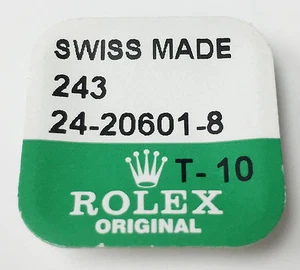 SWISS MADE
243
24-20601-8
T-10
ROLEX
ORIGINAL